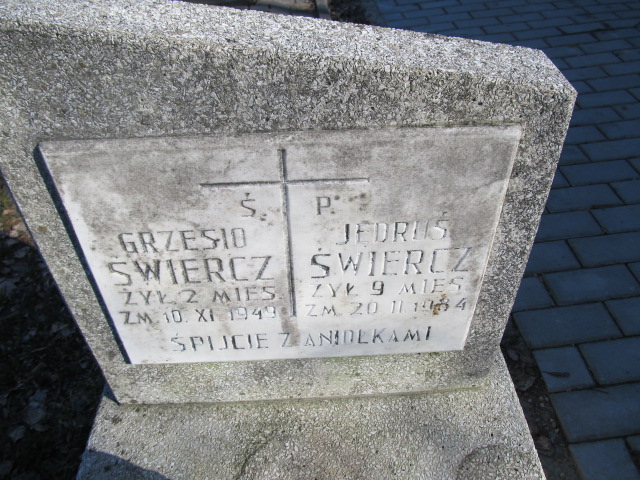 Ś. P.
GRZESIO
ŚWIERCZ
ŻYŁ 2 MIES
ZM. 10. XI. 1949
JĘDRUŚ
ŚWIERCZ
ŻYŁ 9 MIES
ZM. 20 II
ŚPIJCIE Z ANIOŁKAMI